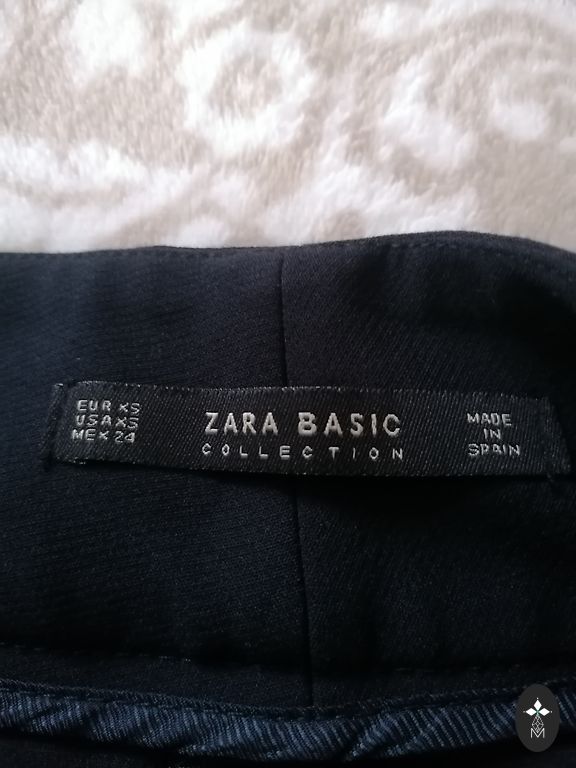 EUR XS
USA XS
MEX 24
ZARA BASIC
COLLECTION
MADE
IN
SPAIN